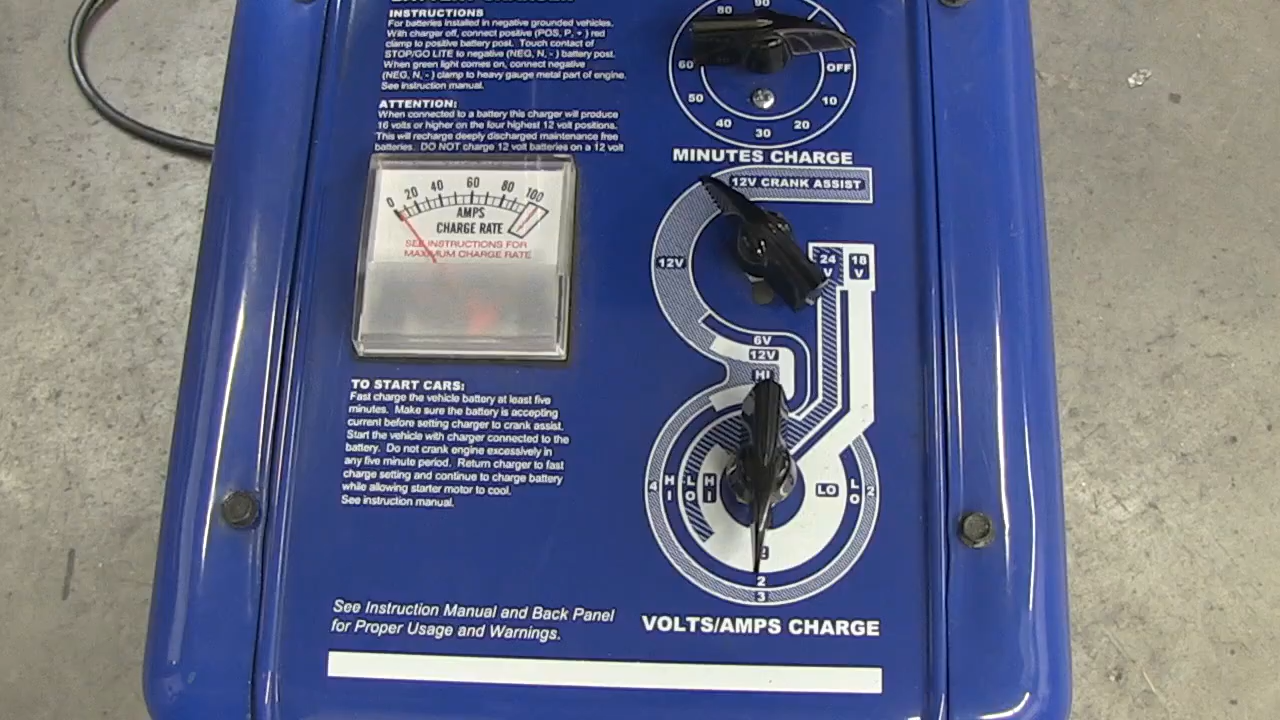 BATTERY CHARGER
INSTRUCTIONS
For batteries installed in negative grounded vehicles.
With charger off, connect positive (POS, P, + ) red
clamp to positive battery post. Touch contact of
STOP/GO LITE to negative (NEG, N, - ) battery post.
When green light comes on, connect negative
(NEG, N, - ) clamp to heavy gauge metal part of engine.
See instruction manual.
ATTENTION:
When connected to a battery this charger will produce
16 volts or higher on the four highest 12 volt positions.
This will recharge deeply discharged maintenance free
batteries. DO NOT charge 12 volt batteries on a 12 volt
90
80
60
OFF
50
10
40
30
20
MINUTES CHARGE
0 20 40 60 80 100
AMPS
CHARGE RATE
SEE INSTRUCTIONS FOR
MAXIMUM CHARGE RATE
12V CRANK ASSIST
12V
24 V
18 V
6V
12V
HI
4
HI
LO
HI
LO
LO
2
2
3
VOLTS/AMPS CHARGE
TO START CARS:
Fast charge the vehicle battery at least five
minutes. Make sure the battery is accepting
current before setting charger to crank assist.
Start the vehicle with charger connected to the
battery. Do not crank engine excessively in
any five minute period. Return charger to fast
charge setting and continue to charge battery
while allowing starter motor to cool.
See instruction manual.
See Instruction Manual and Back Panel
for Proper Usage and Warnings.